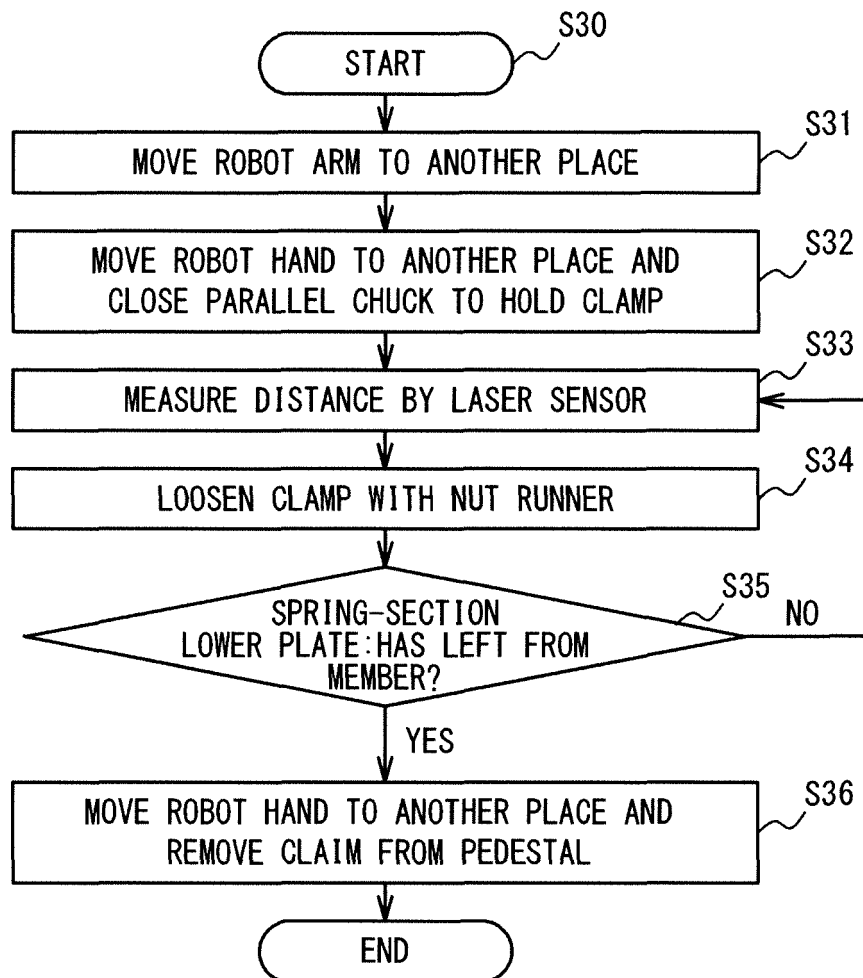 START
S30
MOVE ROBOT ARM TO ANOTHER PLACE
S31
MOVE ROBOT HAND TO ANOTHER PLACE AND
CLOSE PARALLEL CHUCK TO HOLD CLAMP
S32
MEASURE DISTANCE BY LASER SENSOR
S33
LOOSEN CLAMP WITH NUT RUNNER
S34
SPRING-SECTION
LOWER PLATE:HAS LEFT FROM
MEMBER?
S35
NO
YES
MOVE ROBOT HAND TO ANOTHER PLACE AND
REMOVE CLAIM FROM PEDESTAL
S36
END